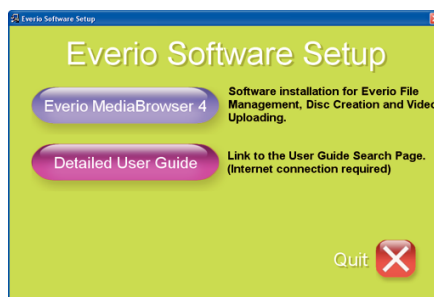 Everio Software Setup
Everio Software Setup
Everio MediaBrowser 4
Software installation for Everio File
Management, Disc Creation and Video
Uploading.
Detailed User Guide
Link to the User Guide Search Page.
(Internet connection required)
Quit